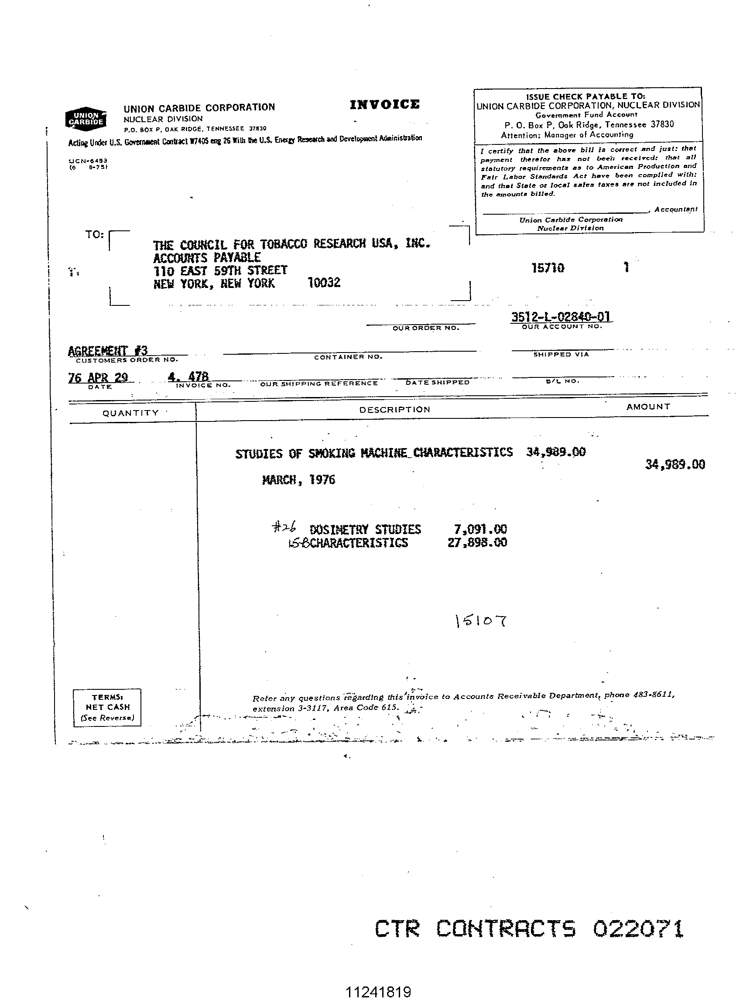 UNION CARBIDE
UNION CARBIDE CORPORATION
NUCLEAR DIVISION
P.O. BOX P, OAK RIDGE, TENNESSEE 37830
INVOICE
Acting Under U.S. Government Contract W7405 eng 26 With the U.S. Energy Research and Development Administration
UCN-6493
(6 8-75)
ISSUE CHECK PAYABLE TO:
UNION CARBIDE CORPORATION, NUCLEAR DIVISION
Government Fund Account
P. O. Box P, Oak Ridge, Tennessee 37830
Attention: Manager of Accounting
I certify that the above bill is correct and just; that
payment therefor has not been received; that all
statutory requirements as to American Production and
Fair Labor Standards Act have been complied with;
and that State or local sales taxes are not included in
the amounts billed.
, Accountant
Union Carbide Corporation
Nuclear Division
TO:
THE COUNCIL FOR TOBACCO RESEARCH USA, INC.
ACCOUNTS PAYABLE
110 EAST 59TH STREET
NEW YORK, NEW YORK 10032
15710 1
3512-L-02840-01
OUR ORDER NO. OUR ACCOUNT NO.
AGREEMENT #3
CUSTOMERS ORDER NO. CONTAINER NO. SHIPPED VIA
76 APR 29 4. 478
DATE INVOICE NO. OUR SHIPPING REFERENCE DATE SHIPPED B/L NO.
QUANTITY DESCRIPTION AMOUNT
STUDIES OF SMOKING MACHINE CHARACTERISTICS 34,989.00
34,989.00
MARCH, 1976
#26 DOSIMETRY STUDIES 7,091.00
CHARACTERISTICS 27,898.00
15107
TERMS:
NET CASH
(See Reverse)
Refer any questions regarding this invoice to Accounts Receivable Department, phone 483-8611,
extension 3-3117, Area Code 615.
CTR CONTRACTS 022071
11241819